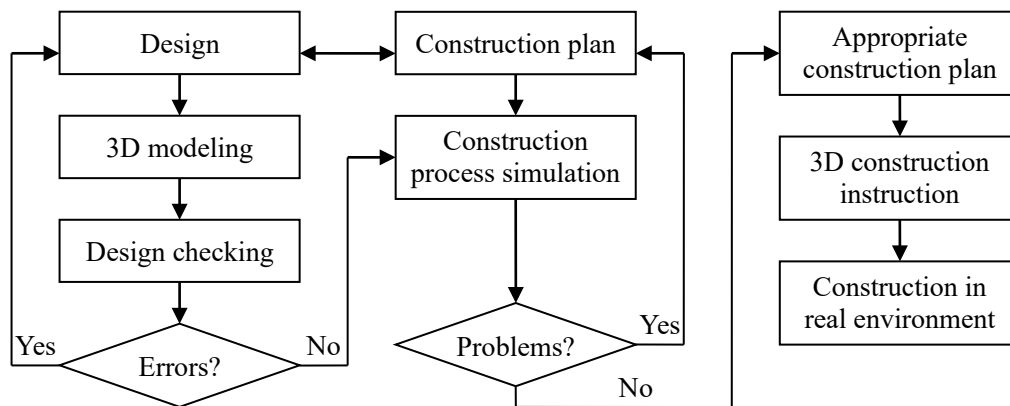 Design
3D modeling
Design checking
Errors?
Yes
No
Construction plan
Construction
process simulation
Problems?
Yes
No
Appropriate
construction plan
3D construction
instruction
Construction in
real environment